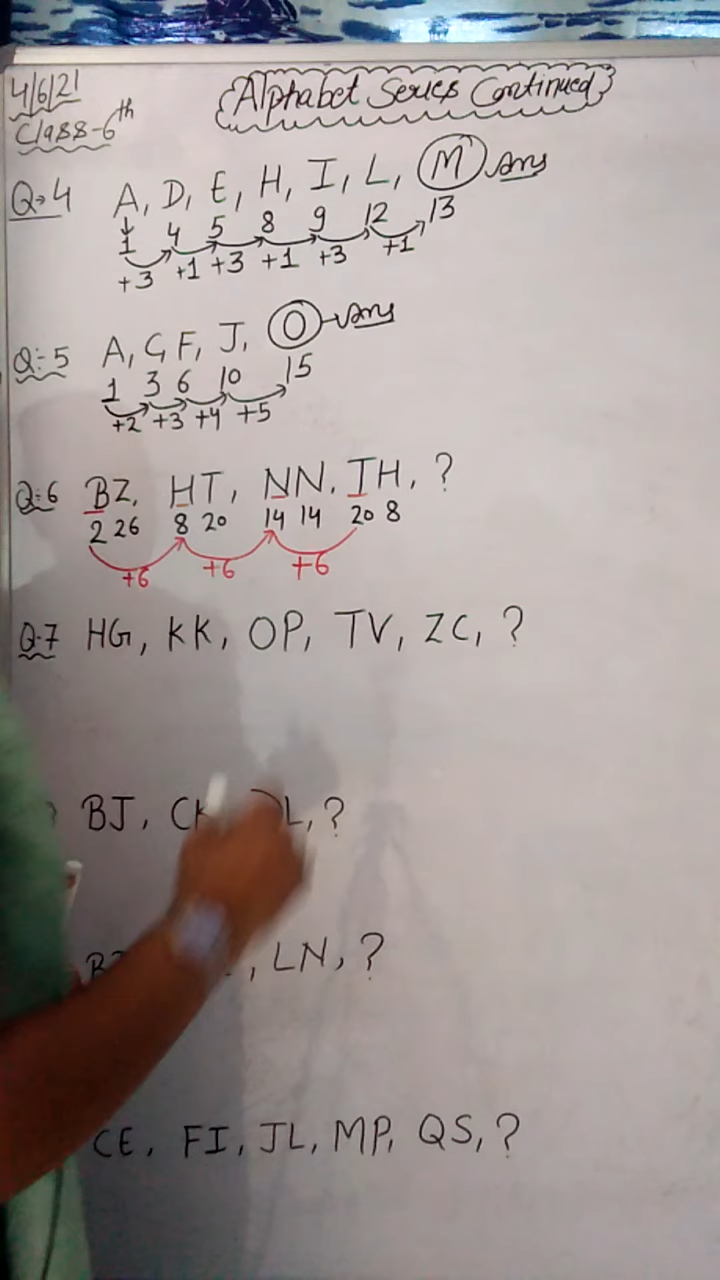 4/6/21
Class-6th
Alphabet Series Continued
Q→4 A, D, E, H, I, L, M Ans
1 4 5 8 9 12 13
+3 +1 +3 +1 +3 +1
Q:-5 A, C, F, J, O → Ans
1 3 6 10 15
+2 +3 +4 +5
Q:6 BZ, HT, NN, TH, ?
2 26 8 20 14 14 20 8
+6 +6 +6
Q.7 HG, KK, OP, TV, ZC, ?
BJ, L, ?
, LN, ?
CE, FI, JL, MP, QS, ?